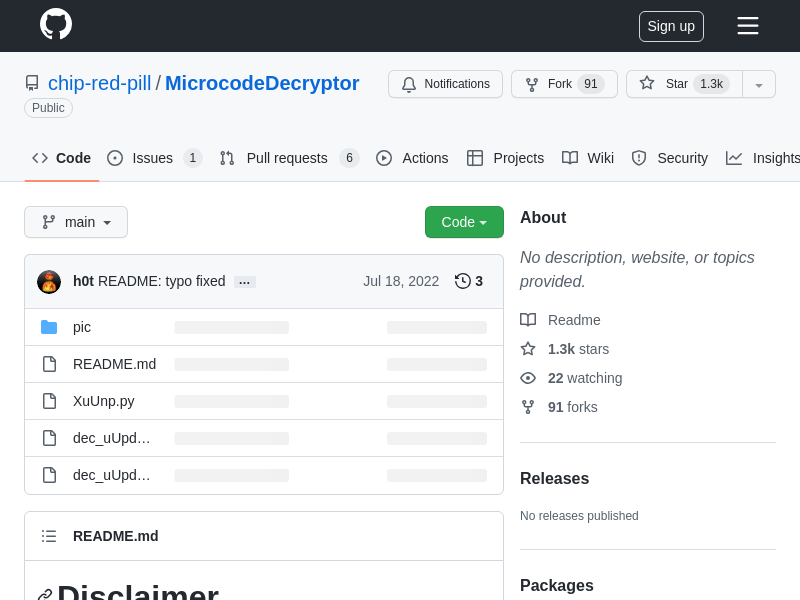 Sign up
chip-red-pill / MicrocodeDecryptor
Public
Notifications
Fork 91
Star 1.3k
Code
Issues 1
Pull requests 6
Actions
Projects
Wiki
Security
Insights
main
Code
h0t README: typo fixed ...
Jul 18, 2022
3
pic
README.md
XuUnp.py
dec_uUpd…
dec_uUpd…
README.md
Disclaimer
About
No description, website, or topics
provided.
Readme
1.3k stars
22 watching
91 forks
Releases
No releases published
Packages